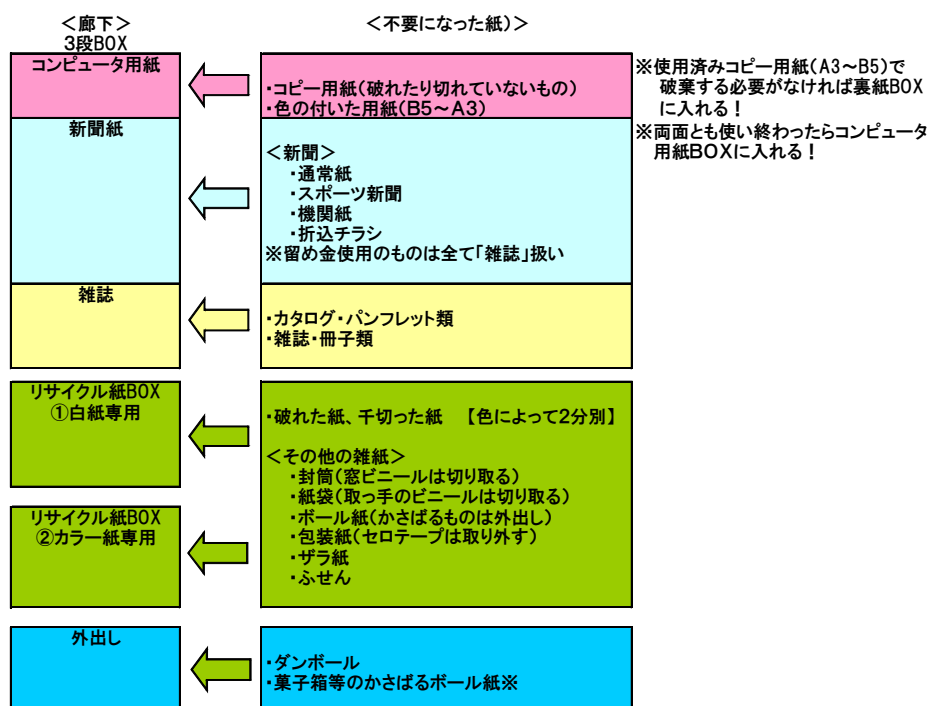 ＜廊下＞
3段BOX
＜不要になった紙)＞
コンピュータ用紙
・コピー用紙(破れたり切れていないもの)
・色の付いた用紙(B5～A3)
※使用済みコピー用紙(A3～B5)で
破棄する必要がなければ裏紙BOX
に入れる！
※両面とも使い終わったらコンピュータ
用紙BOXに入れる！
新聞紙
＜新聞＞
・通常紙
・スポーツ新聞
・機関紙
・折込チラシ
※留め金使用のものは全て「雑誌」扱い
雑誌
・カタログ・パンフレット類
・雑誌・冊子類
リサイクル紙BOX
①白紙専用
・破れた紙、千切った紙　【色によって2分別】
＜その他の雑紙＞
・封筒(窓ビニールは切り取る)
・紙袋(取っ手のビニールは切り取る)
・ボール紙(かさばるものは外出し)
・包装紙(セロテープは取り外す)
・ザラ紙
・ふせん
リサイクル紙BOX
②カラー紙専用
外出し
・ダンボール
・菓子箱等のかさばるボール紙※